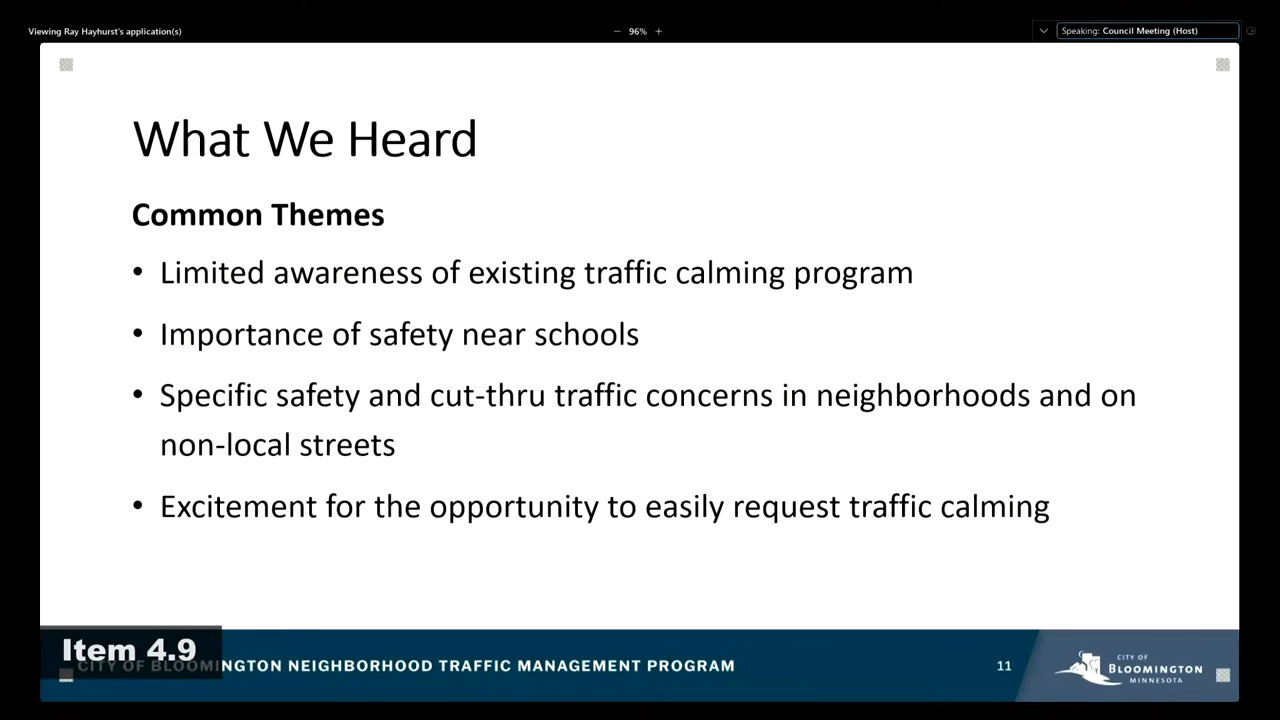 Viewing Ray Hayhurst's application(s)
− 96% +
Speaking: Council Meeting (Host)
What We Heard
Common Themes
• Limited awareness of existing traffic calming program
• Importance of safety near schools
• Specific safety and cut-thru traffic concerns in neighborhoods and on
non-local streets
• Excitement for the opportunity to easily request traffic calming
Item 4.9
CITY OF BLOOMINGTON NEIGHBORHOOD TRAFFIC MANAGEMENT PROGRAM
11
CITY OF
BLOOMINGTON
MINNESOTA